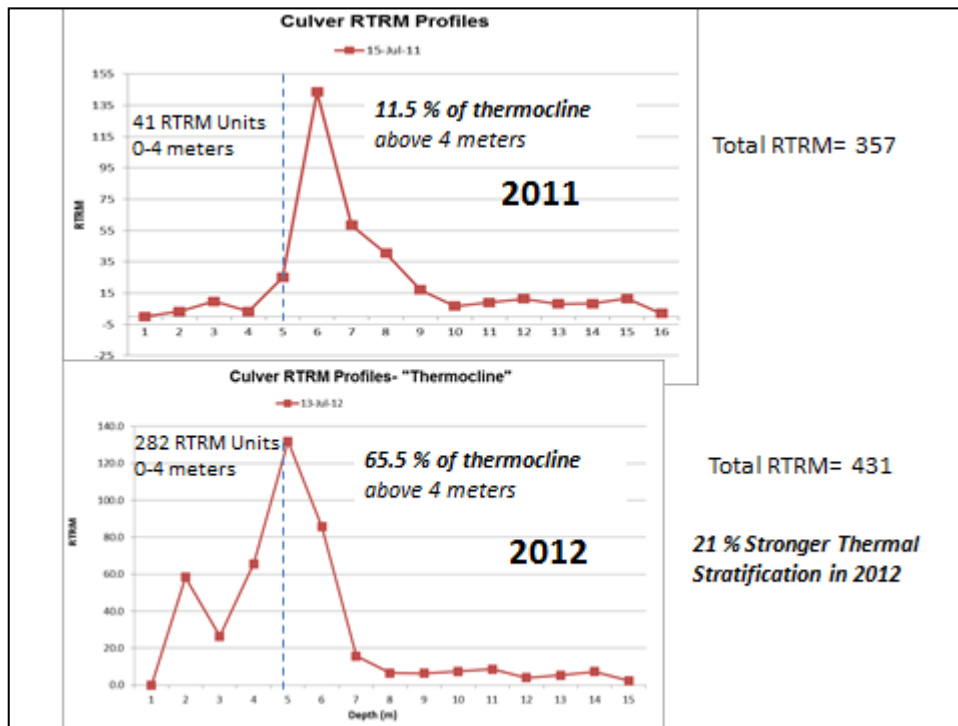 Culver RTRM Profiles
15-Jul-11
155
135
115
95
75
55
35
15
-5
-25
RTRM
41 RTRM Units
0-4 meters
11.5 % of thermocline
above 4 meters
2011
1 2 3 4 5 6 7 8 9 10 11 12 13 14 15 16
Total RTRM= 357
Culver RTRM Profiles- "Thermocline"
13-Jul-12
140.0
120.0
100.0
80.0
60.0
40.0
20.0
0.0
RTRM
282 RTRM Units
0-4 meters
65.5 % of thermocline
above 4 meters
2012
1 2 3 4 5 6 7 8 9 10 11 12 13 14 15
Depth (m)
Total RTRM= 431
21 % Stronger Thermal
Stratification in 2012